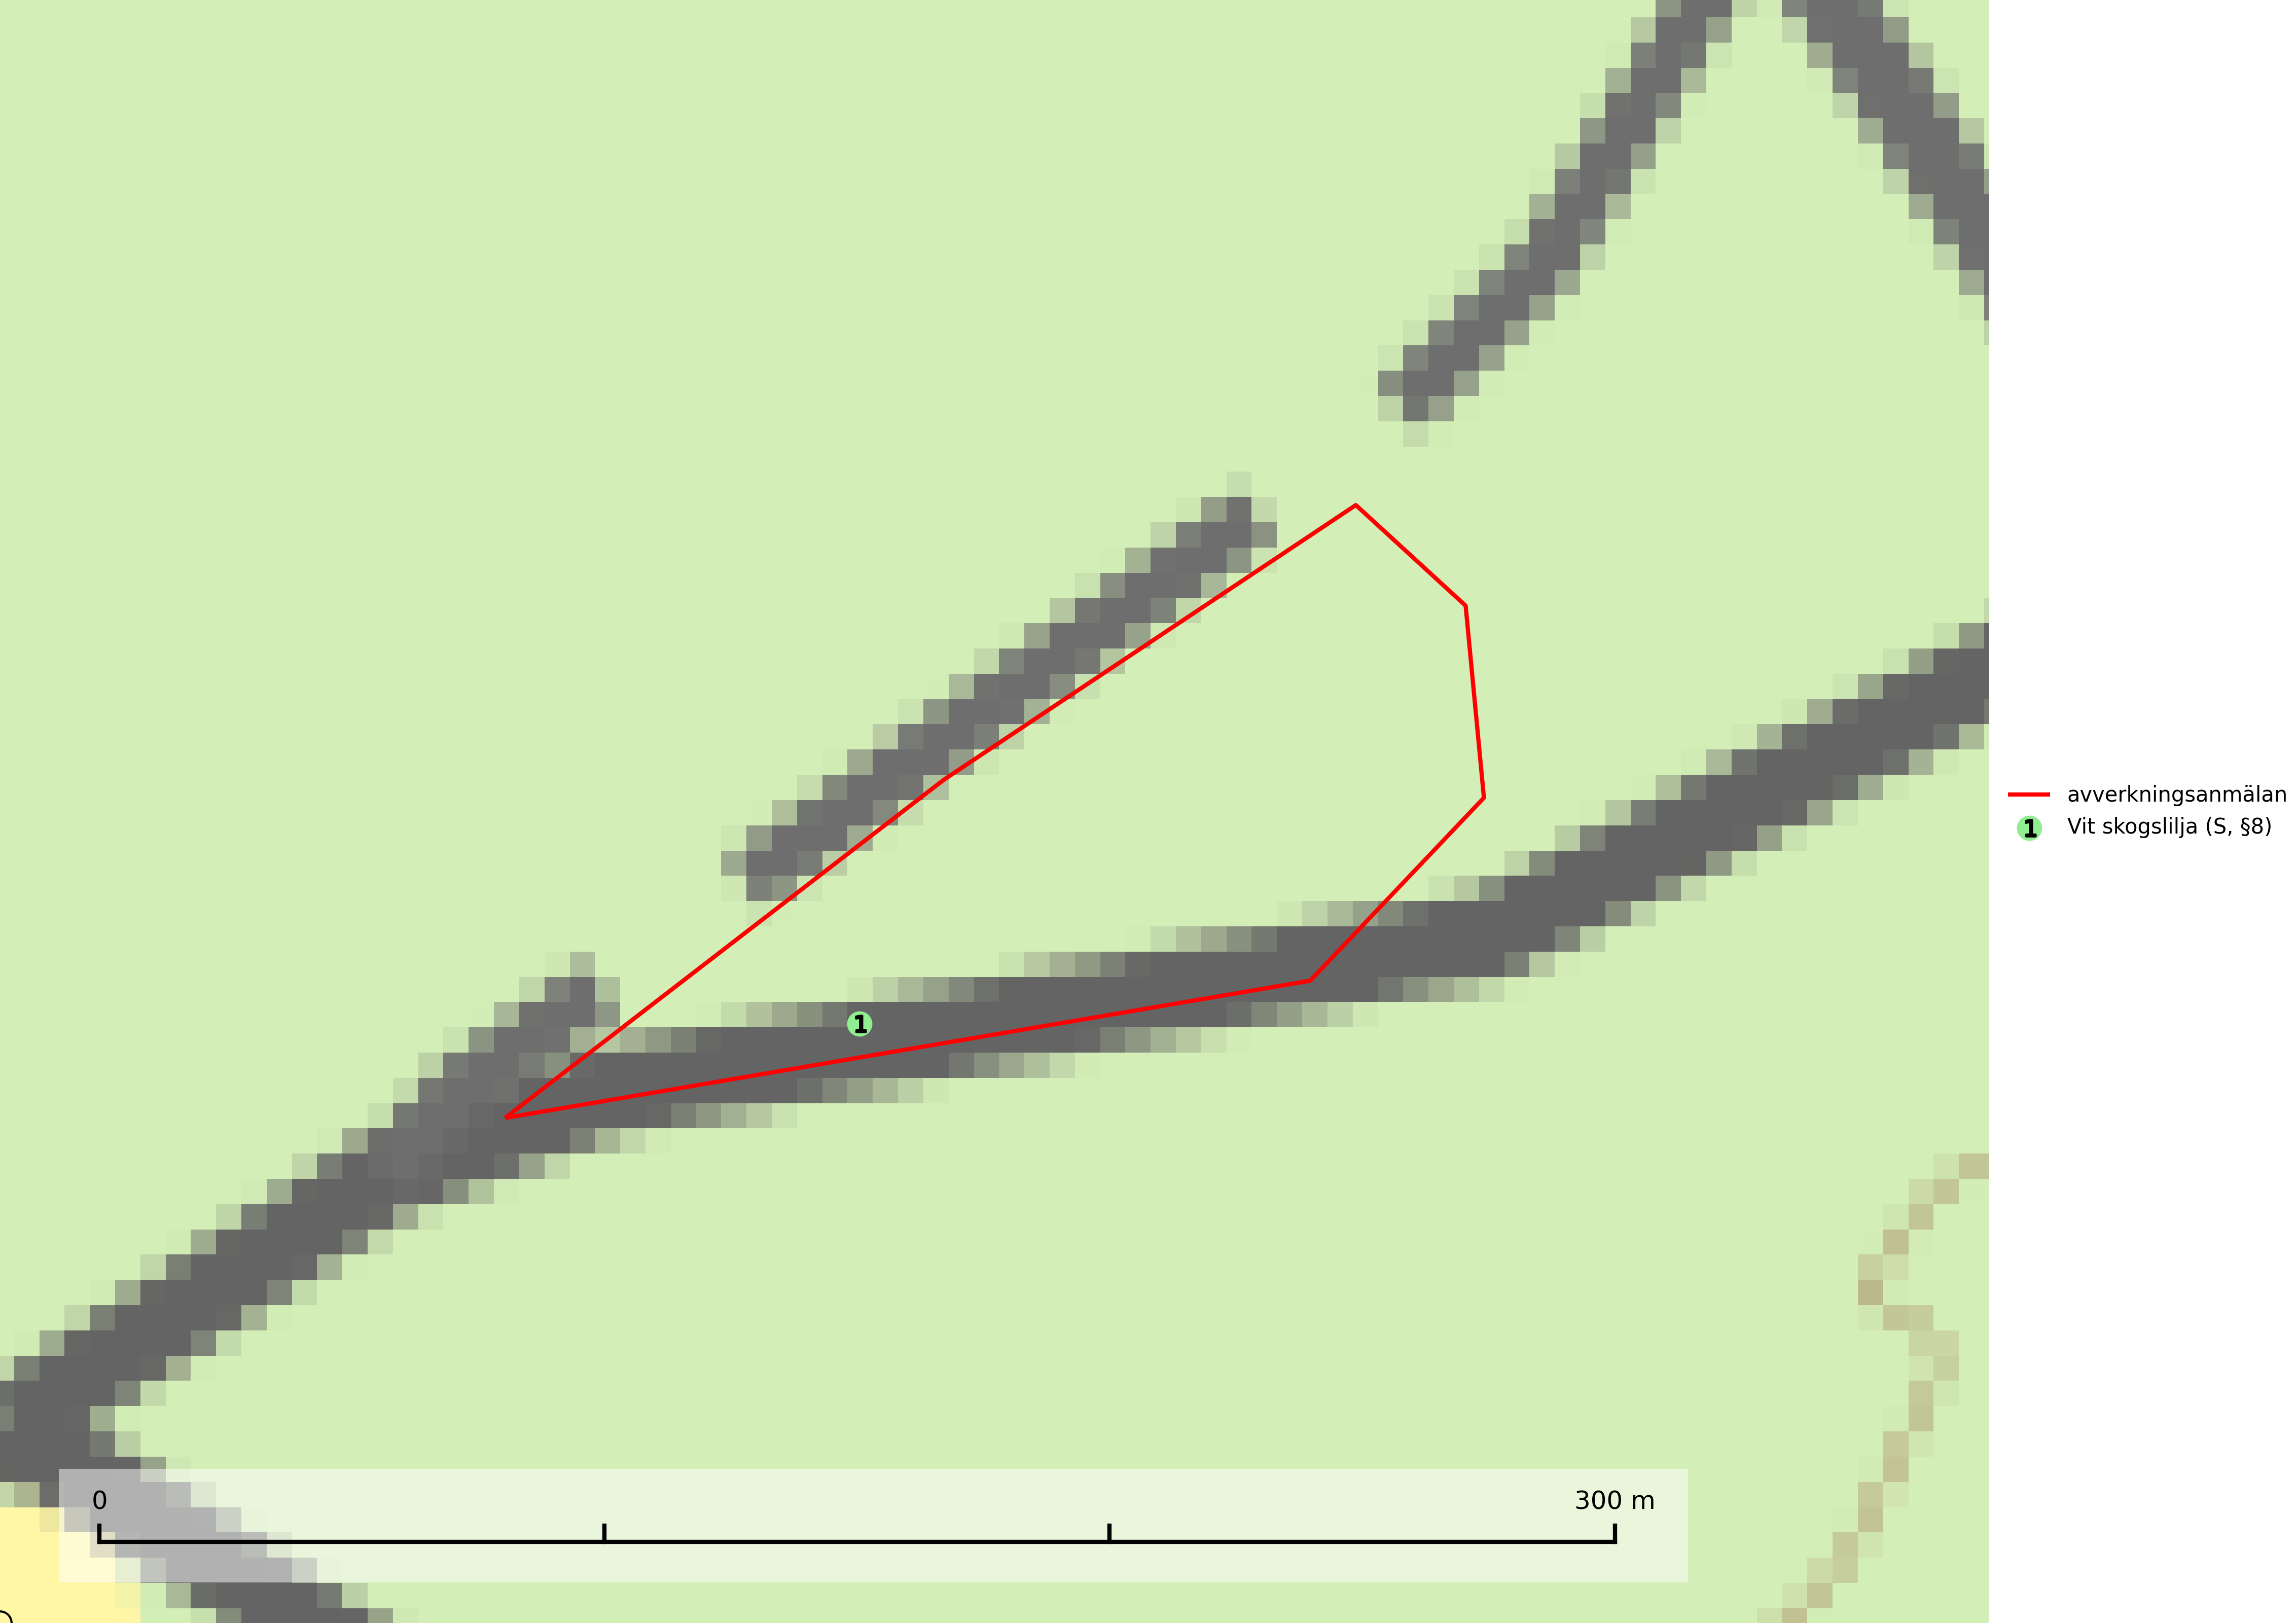 avverkningsanmälan
1 Vit skogslilja (S, §8)
1
0 300 m